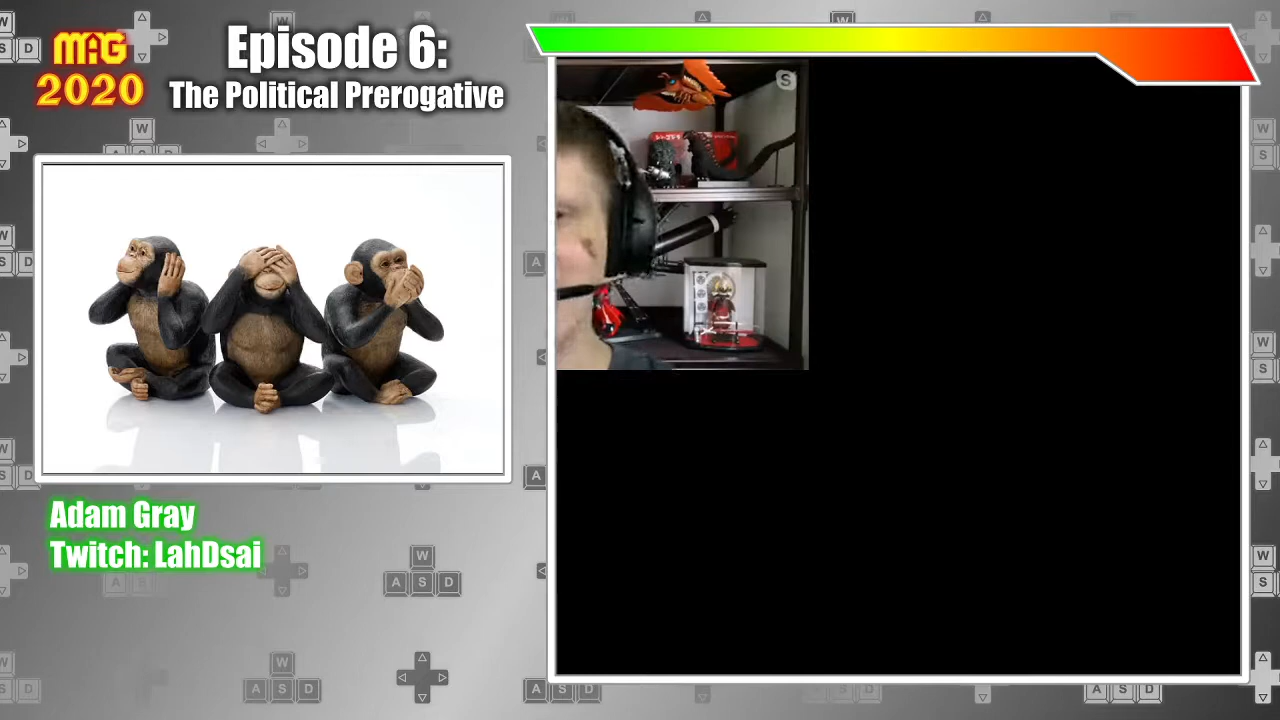 MAG
2020
Episode 6:
The Political Prerogative
Adam Gray
Twitch: LahDsai
W
A S D
S